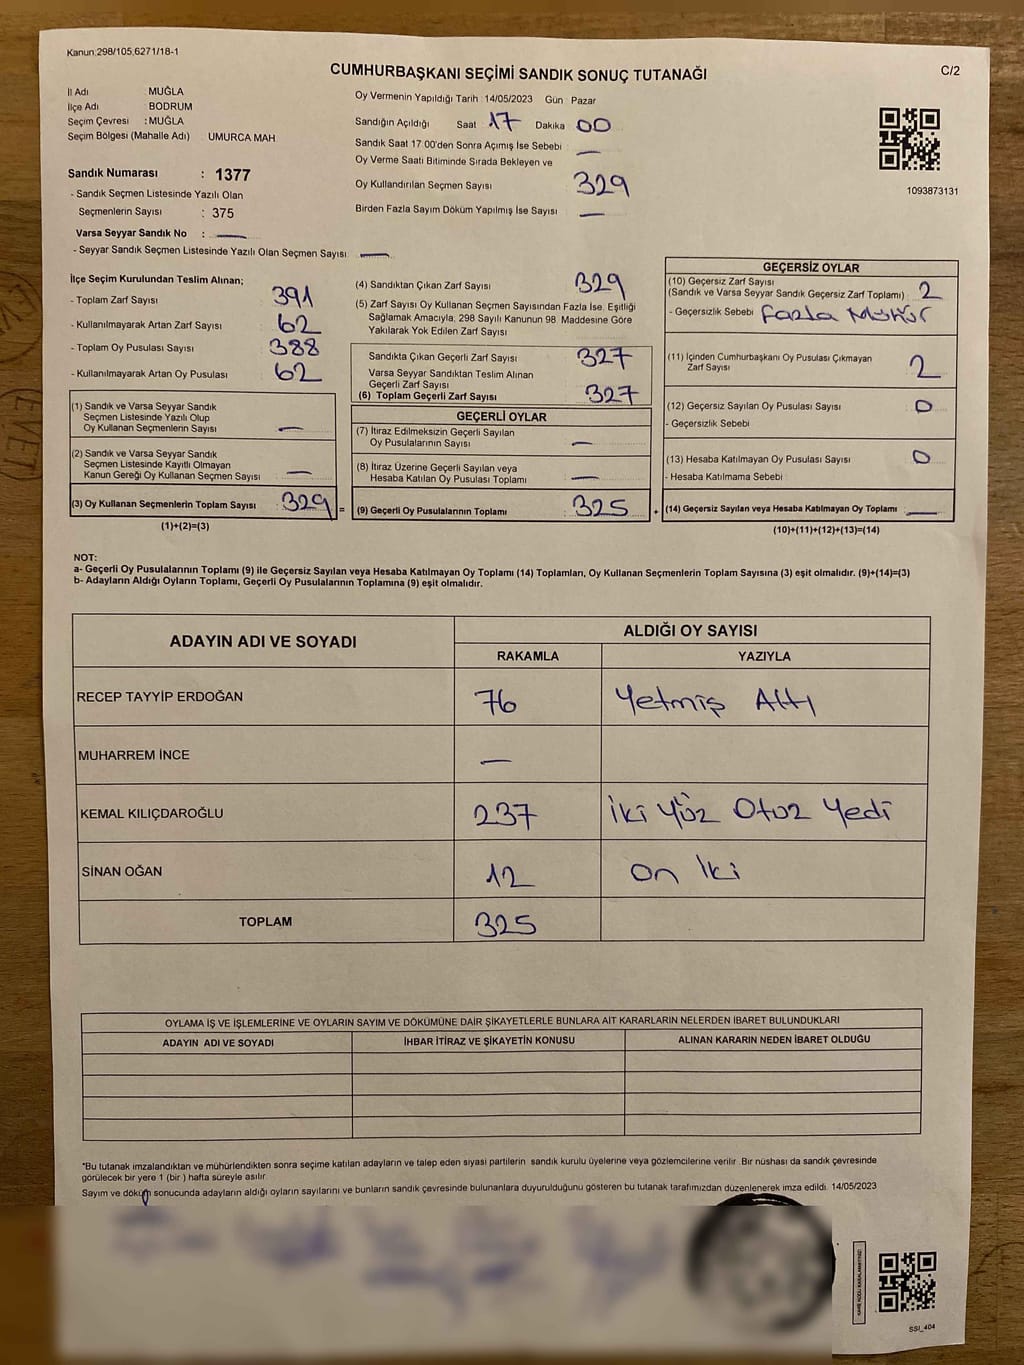 Kanun:298/105,6271/18-1
CUMHURBAŞKANI SEÇİMİ SANDIK SONUÇ TUTANAĞI
C/2
İl Adı : MUĞLA
İlçe Adı : BODRUM
Seçim Çevresi : MUĞLA
Seçim Bölgesi (Mahalle Adı) UMURCA MAH
Sandık Numarası : 1377
- Sandık Seçmen Listesinde Yazılı Olan
Seçmenlerin Sayısı : 375
Varsa Seyyar Sandık No : —
- Seyyar Sandık Seçmen Listesinde Yazılı Olan Seçmen Sayısı —
Oy Vermenin Yapıldığı Tarih 14/05/2023 Gün Pazar
Sandığın Açıldığı Saat 17 Dakika 00
Sandık Saat 17:00'den Sonra Açımış İse Sebebi —
Oy Verme Saati Bitiminde Sırada Bekleyen ve
Oy Kullandırılan Seçmen Sayısı 329
Birden Fazla Sayım Döküm Yapılmış İse Sayısı —
1093873131
İlçe Seçim Kurulundan Teslim Alınan;
- Toplam Zarf Sayısı 391
- Kullanılmayarak Artan Zarf Sayısı : 62
- Toplam Oy Pusulası Sayısı : 388
- Kullanılmayarak Artan Oy Pusulası : 62
(1) Sandık ve Varsa Seyyar Sandık
Seçmen Listesinde Yazılı Olup
Oy Kullanan Seçmenlerin Sayısı : —
(2) Sandık ve Varsa Seyyar Sandık
Seçmen Listesinde Kayıtlı Olmayan
Kanun Gereği Oy Kullanan Seçmen Sayısı : —
(3) Oy Kullanan Seçmenlerin Toplam Sayısı : 329 =
(1)+(2)=(3)
(4) Sandıktan Çıkan Zarf Sayısı : 329
(5) Zarf Sayısı Oy Kullanan Seçmen Sayısından Fazla İse, Eşitliği
Sağlamak Amacıyla, 298 Sayılı Kanunun 98. Maddesine Göre
Yakılarak Yok Edilen Zarf Sayısı
Sandıkta Çıkan Geçerli Zarf Sayısı : 327
Varsa Seyyar Sandıktan Teslim Alınan
Geçerli Zarf Sayısı
(6) Toplam Geçerli Zarf Sayısı : 327
GEÇERLİ OYLAR
(7) İtiraz Edilmeksizin Geçerli Sayılan
Oy Pusulalarının Sayısı : —
(8) İtiraz Üzerine Geçerli Sayılan veya
Hesaba Katılan Oy Pusulası Toplamı : —
(9) Geçerli Oy Pusulalarının Toplamı : 325 +
GEÇERSİZ OYLAR
(10) Geçersiz Zarf Sayısı
(Sandık ve Varsa Seyyar Sandık Geçersiz Zarf Toplamı) : 2
- Geçersizlik Sebebi : Fazla Mühür
(11) İçinden Cumhurbaşkanı Oy Pusulası Çıkmayan
Zarf Sayısı 2
(12) Geçersiz Sayılan Oy Pusulası Sayısı : 0
- Geçersizlik Sebebi
(13) Hesaba Katılmayan Oy Pusulası Sayısı : 0
- Hesaba Katılmama Sebebi :
(14) Geçersiz Sayılan veya Hesaba Katılmayan Oy Toplamı : —
(10)+(11)+(12)+(13)=(14)
NOT:
a- Geçerli Oy Pusulalarının Toplamı (9) ile Geçersiz Sayılan veya Hesaba Katılmayan Oy Toplamı (14) Toplamları, Oy Kullanan Seçmenlerin Toplam Sayısına (3) eşit olmalıdır. (9)+(14)=(3)
b- Adayların Aldığı Oyların Toplamı, Geçerli Oy Pusulalarının Toplamına (9) eşit olmalıdır.
ADAYIN ADI VE SOYADI ALDIĞI OY SAYISI
RAKAMLA YAZIYLA
RECEP TAYYİP ERDOĞAN 76 Yetmiş Altı
MUHARREM İNCE —
KEMAL KILIÇDAROĞLU 237 İki Yüz Otuz Yedi
SİNAN OĞAN 12 On İki
TOPLAM 325
OYLAMA İŞ VE İŞLEMLERİNE VE OYLARIN SAYIM VE DÖKÜMÜNE DAİR ŞİKAYETLERLE BUNLARA AİT KARARLARIN NELERDEN İBARET BULUNDUKLARI
ADAYIN ADI VE SOYADI İHBAR İTİRAZ VE ŞİKAYETİN KONUSU ALINAN KARARIN NEDEN İBARET OLDUĞU
*Bu tutanak imzalandıktan ve mühürlendikten sonra seçime katılan adayların ve talep eden siyasi partilerin sandık kurulu üyelerine veya gözlemcilerine verilir. Bir nüshası da sandık çevresinde
görülecek bir yere 1 (bir ) hafta süreyle asılır.
Sayım ve döküm sonucunda adayların aldığı oyların sayılarını ve bunların sandık çevresinde bulunanlara duyurulduğunu gösteren bu tutanak tarafımızdan düzenlenerek imza edildi. 14/05/2023
KARE KODU KARALAMAYINIZ!
SSİ_404
EVET